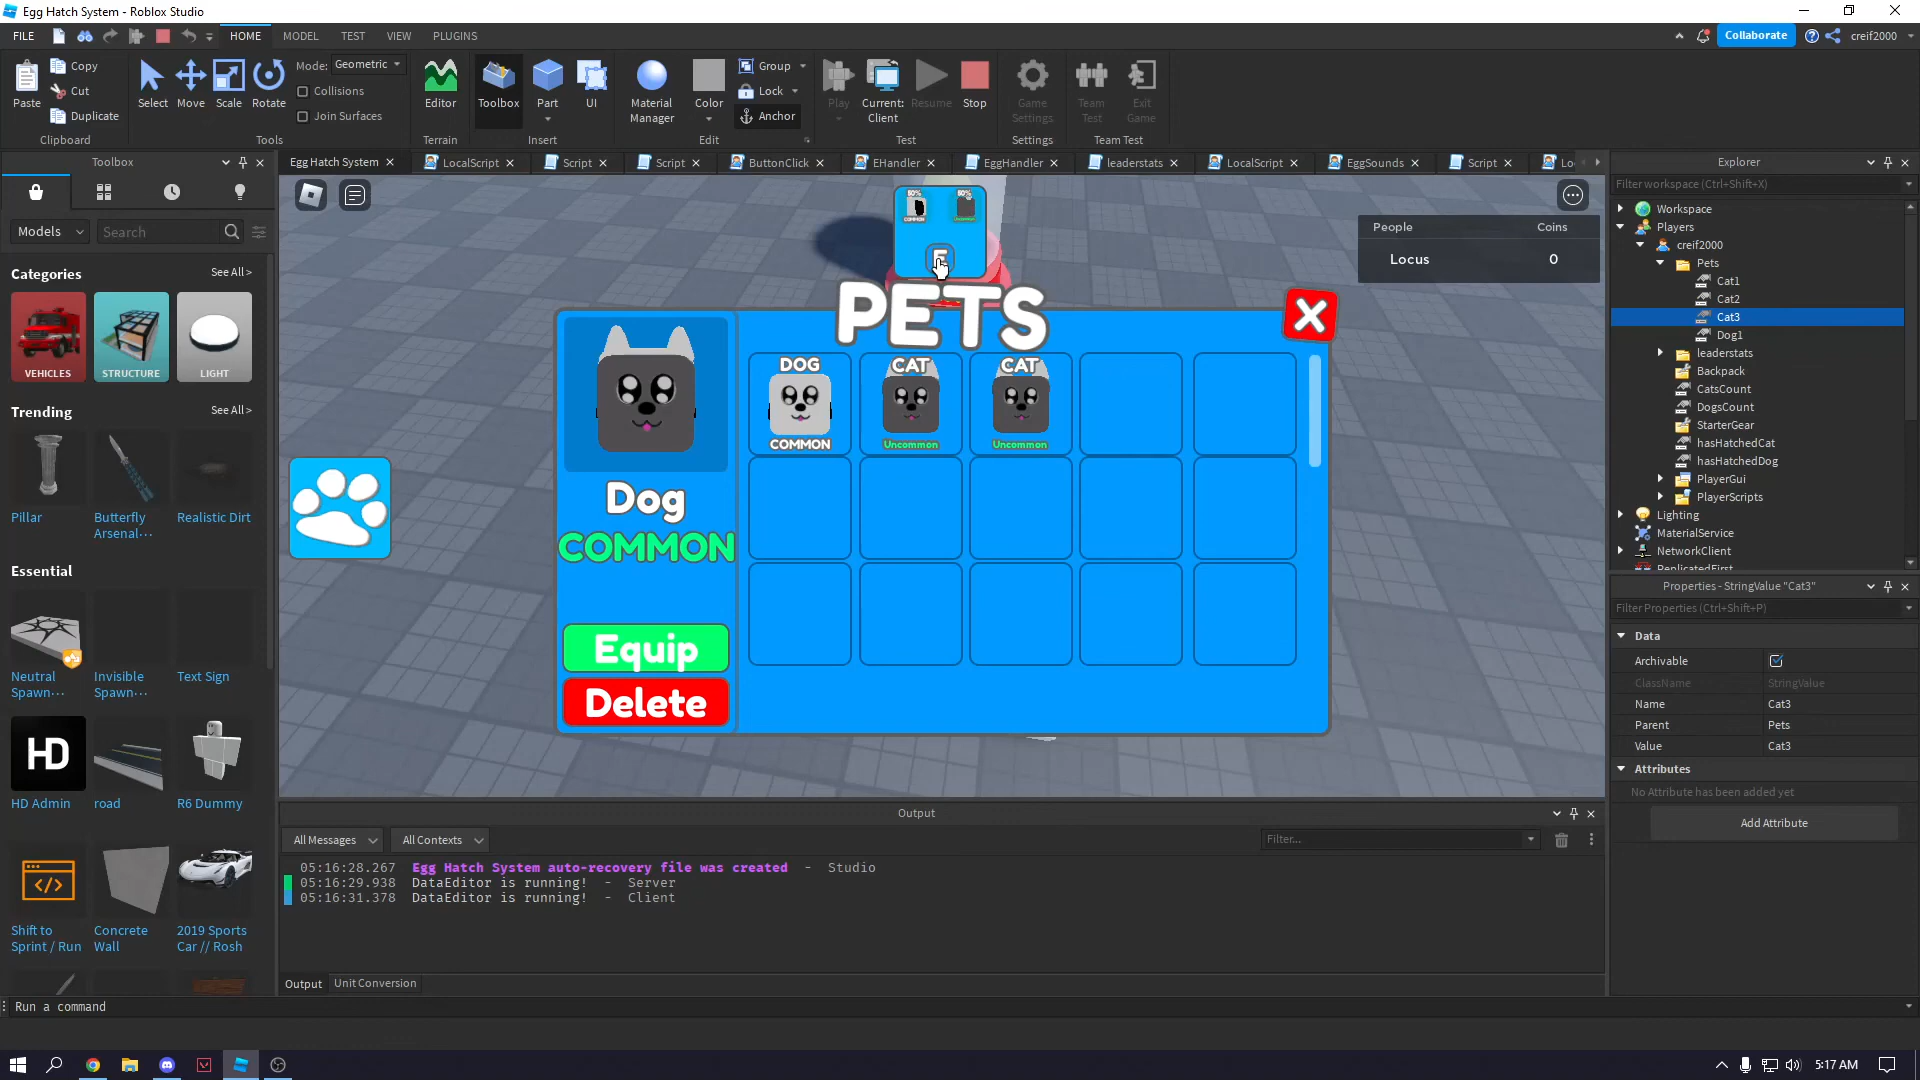 Egg Hatch System - Roblox Studio
FILE
HOME
MODEL
TEST
VIEW
PLUGINS
Collaborate
creif2000
Paste
Copy
Cut
Duplicate
Clipboard
Select
Move
Scale
Rotate
Mode:
Geometric
Collisions
Join Surfaces
Tools
Editor
Terrain
Toolbox
Part
UI
Insert
Material
Manager
Color
Group
Lock
Anchor
Edit
Play
Current:
Client
Resume
Stop
Test
Game
Settings
Settings
Team
Test
Exit
Game
Team Test
Toolbox
Egg Hatch System
LocalScript
Script
Script
ButtonClick
EHandler
EggHandler
leaderstats
LocalScript
EggSounds
Script
Lo
Models
Search
Categories
See All >
VEHICLES
STRUCTURE
LIGHT
Trending
See All >
Pillar
Butterfly
Arsenal···
Realistic Dirt
Essential
Neutral
Spawn···
Invisible
Spawn···
Text Sign
HD
HD Admin
road
R6 Dummy
Shift to
Sprint / Run
Concrete
Wall
2019 Sports
Car // Rosh
50%
50%
COMMON
Uncommon
E
People
Coins
Locus
0
PETS
X
Dog
COMMON
Equip
Delete
DOG
COMMON
CAT
Uncommon
CAT
Uncommon
Output
All Messages
All Contexts
Filter...
05:16:28.267 Egg Hatch System auto-recovery file was created - Studio
05:16:29.938 DataEditor is running! - Server
05:16:31.378 DataEditor is running! - Client
Output
Unit Conversion
Run a command
Explorer
Filter workspace (Ctrl+Shift+X)
Workspace
Players
creif2000
Pets
Cat1
Cat2
Cat3
Dog1
leaderstats
Backpack
CatsCount
DogsCount
StarterGear
hasHatchedCat
hasHatchedDog
PlayerGui
PlayerScripts
Lighting
MaterialService
NetworkClient
ReplicatedFirst
Properties - StringValue "Cat3"
Filter Properties (Ctrl+Shift+P)
Data
Archivable
ClassName
StringValue
Name
Cat3
Parent
Pets
Value
Cat3
Attributes
No Attribute has been added yet
Add Attribute
5:17 AM